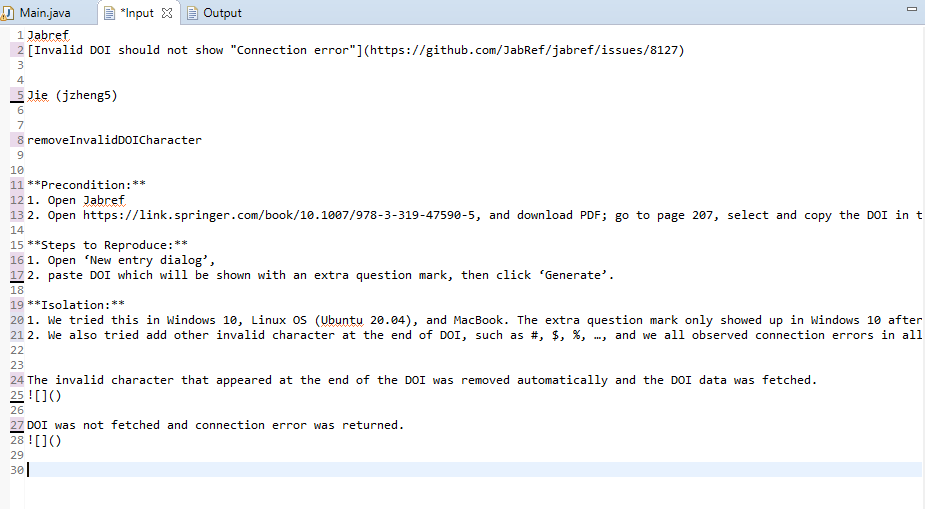 Main.java *Input Output
1 Jabref
2 [Invalid DOI should not show "Connection error"](https://github.com/JabRef/jabref/issues/8127)
3
4
5 Jie (jzheng5)
6
7
8 removeInvalidDOICharacter
9
10
11 **Precondition:**
12 1. Open Jabref
13 2. Open https://link.springer.com/book/10.1007/978-3-319-47590-5, and download PDF; go to page 207, select and copy the DOI in t
14
15 **Steps to Reproduce:**
16 1. Open ‘New entry dialog’,
17 2. paste DOI which will be shown with an extra question mark, then click ‘Generate’.
18
19 **Isolation:**
20 1. We tried this in Windows 10, Linux OS (Ubuntu 20.04), and MacBook. The extra question mark only showed up in Windows 10 after
21 2. We also tried add other invalid character at the end of DOI, such as #, $, %, …, and we all observed connection errors in all
22
23
24 The invalid character that appeared at the end of the DOI was removed automatically and the DOI data was fetched.
25 ![]()
26
27 DOI was not fetched and connection error was returned.
28 ![]()
29
30